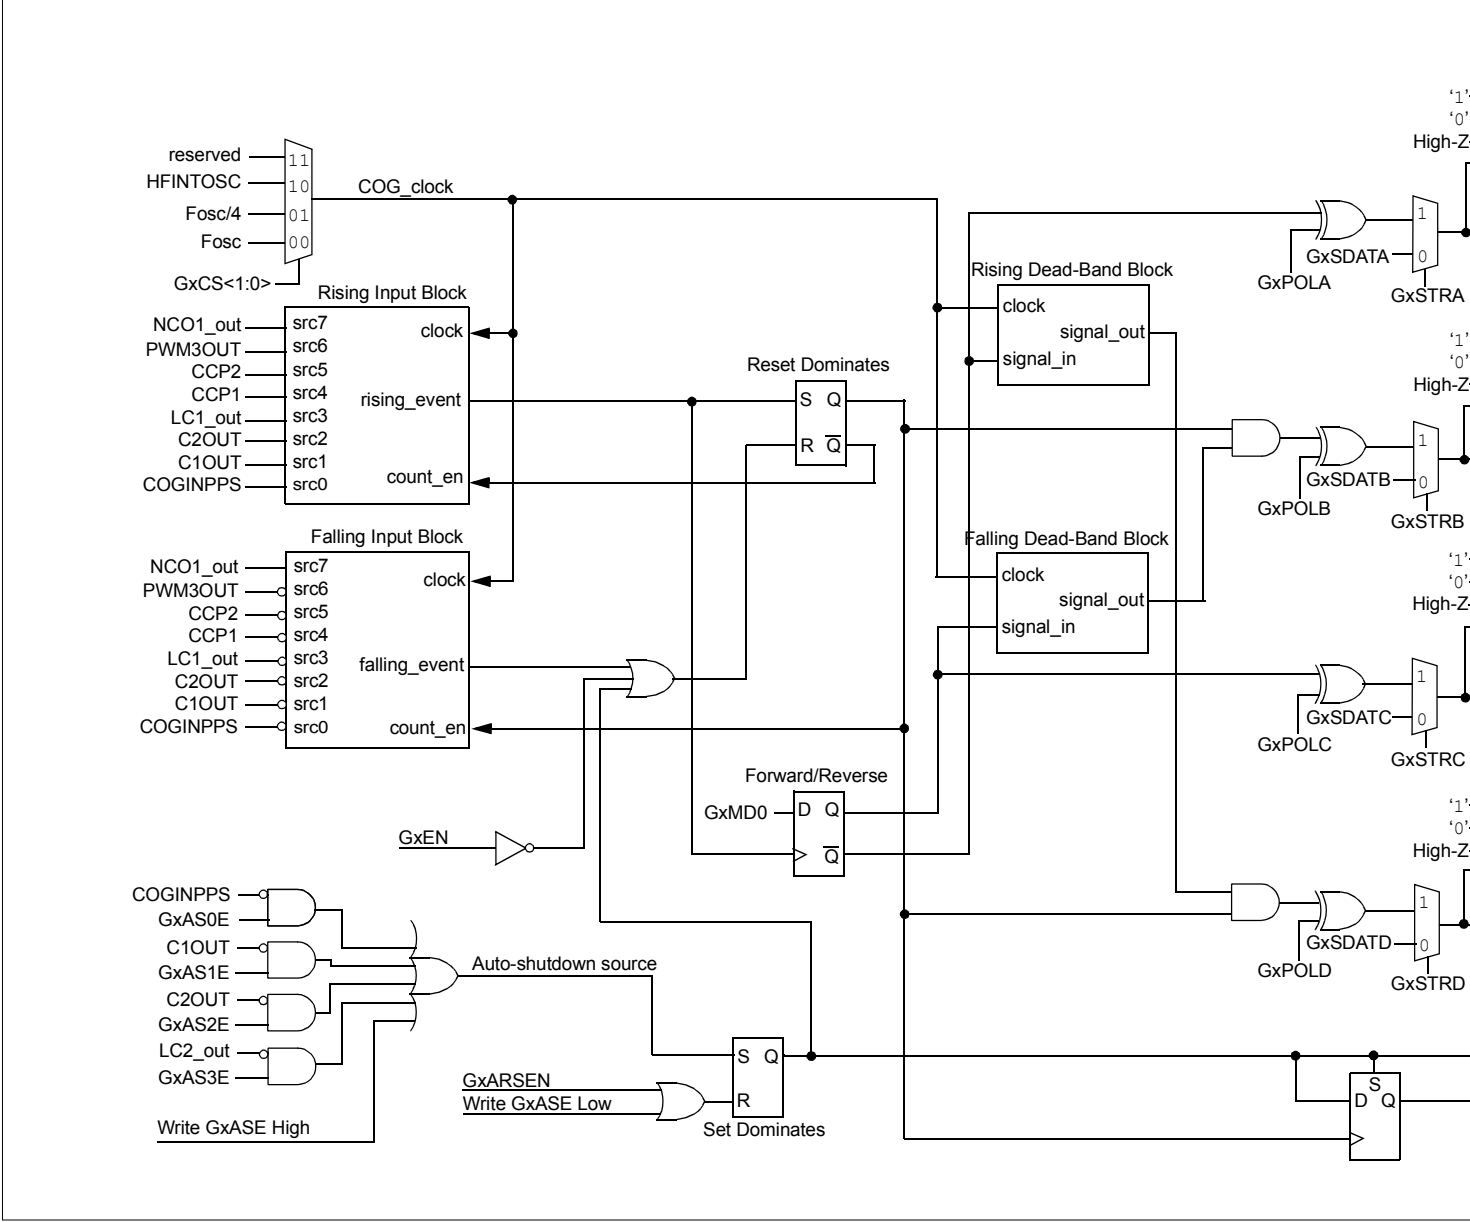 ‘1’
‘0’
High-Z
reserved
11
HFINTOSC
10
COG_clock
Fosc/4
01
Fosc
00
GxCS<1:0>
1
GxSDATA
0
GxPOLA
GxSTRA
Rising Input Block
NCO1_out
src7
PWM3OUT
src6
CCP2
src5
CCP1
src4
LC1_out
src3
C2OUT
src2
C1OUT
src1
COGINPPS
src0
clock
rising_event
count_en
Reset Dominates
S
Q
R
Q
Rising Dead-Band Block
clock
signal_out
signal_in
‘1’
‘0’
High-Z
1
GxSDATB
0
GxPOLB
GxSTRB
Falling Input Block
NCO1_out
src7
PWM3OUT
src6
CCP2
src5
CCP1
src4
LC1_out
src3
C2OUT
src2
C1OUT
src1
COGINPPS
src0
clock
falling_event
count_en
Falling Dead-Band Block
clock
signal_out
signal_in
‘1’
‘0’
High-Z
1
GxSDATC
0
GxPOLC
GxSTRC
Forward/Reverse
GxMD0
D
Q
Q
GxEN
‘1’
‘0’
High-Z
1
GxSDATD
0
GxPOLD
GxSTRD
COGINPPS
GxAS0E
C1OUT
GxAS1E
C2OUT
GxAS2E
LC2_out
GxAS3E
Write GxASE High
Auto-shutdown source
GxARSEN
Write GxASE Low
S
Q
R
Set Dominates
S
D
Q